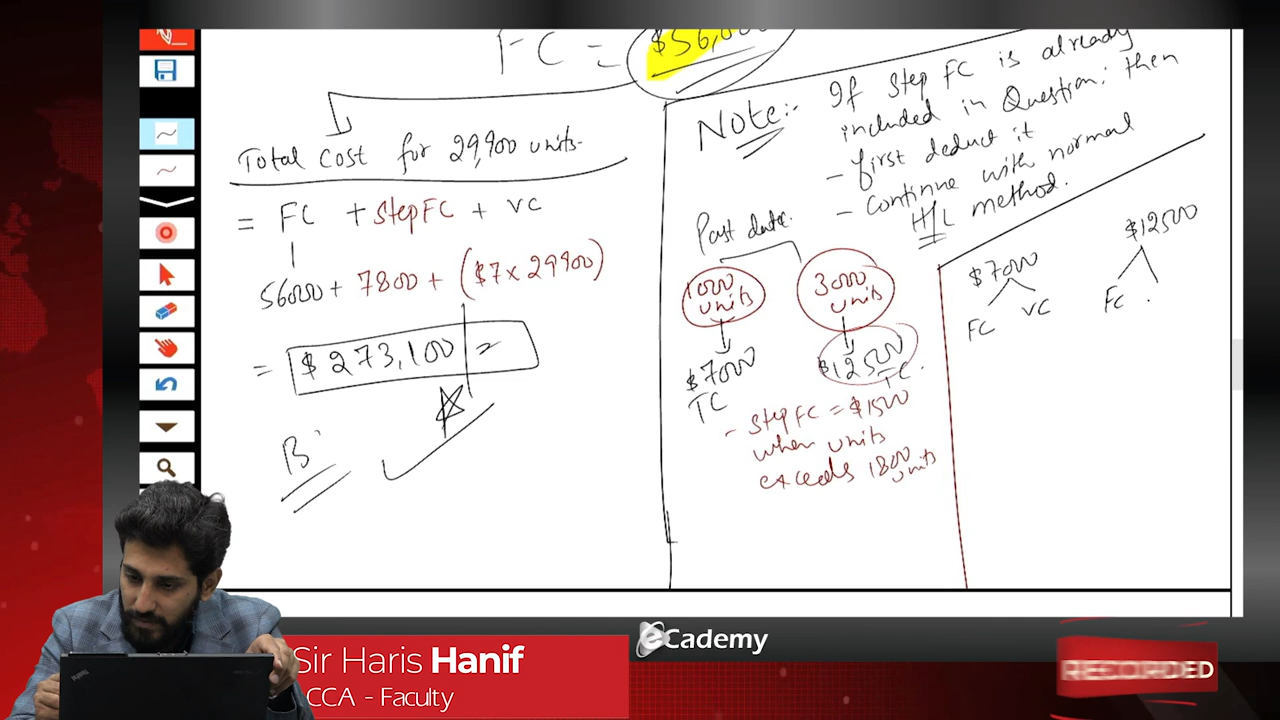 FC = $56,000
Total cost for 29,900 units.
= FC + Step FC + VC
56000 + 7800 + ($7 x 29900)
= $273,100 =
B
Note:-
If Step FC is already
included in Question; then
- first deduct it
- Continue with normal
H/L method.
Past data.
1000
units
3000
units
$7000
TC
$12500
TC.
- Step FC = $1500
when units
exceeds 1800
units
$7000
FC VC
$12500
FC .
eCademy
Sir Haris Hanif
CCA - Faculty
RECORDED